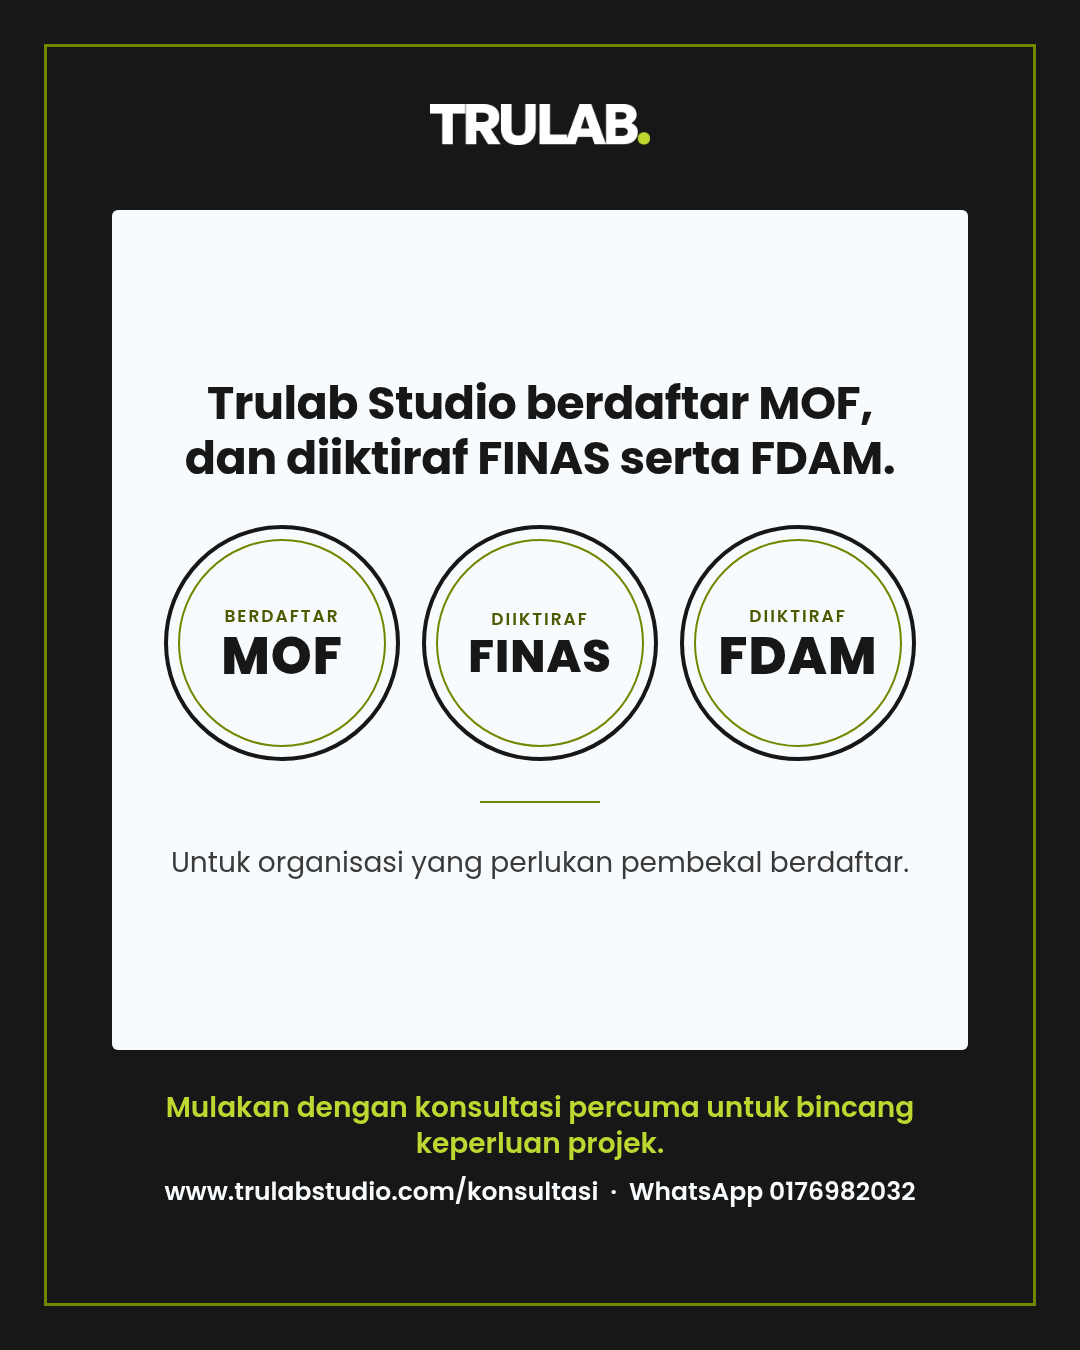 TRULAB.
Trulab Studio berdaftar MOF,
dan diiktiraf FINAS serta FDAM.
BERDAFTAR
MOF
DIIKTIRAF
FINAS
DIIKTIRAF
FDAM
Untuk organisasi yang perlukan pembekal berdaftar.
Mulakan dengan konsultasi percuma untuk bincang
keperluan projek.
www.trulabstudio.com/konsultasi · WhatsApp 0176982032